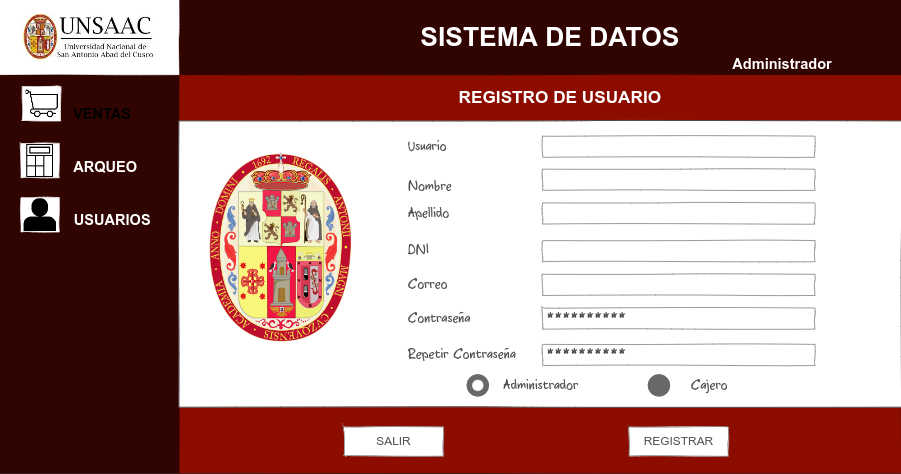 UNSAAC
Universidad Nacional de
San Antonio Abad del Cusco
SISTEMA DE DATOS
Administrador
VENTAS
ARQUEO
USUARIOS
REGISTRO DE USUARIO
ANNO · DOMINI · 1692 · REGALIS · ANTONII · MAGNI · CVZQVENSIS · ACADEMIA
Usuario
Nombre
Apellido
DNI
Correo
Contraseña **********
Repetir Contraseña **********
Administrador Cajero
SALIR REGISTRAR